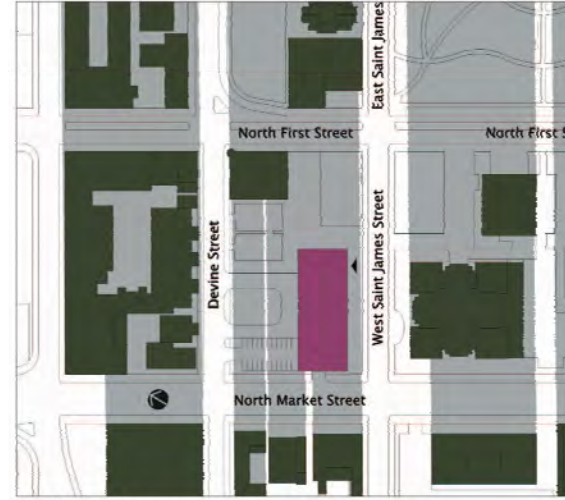 East Saint James
North First Street
North First S
Devine Street
West Saint James Street
North Market Street